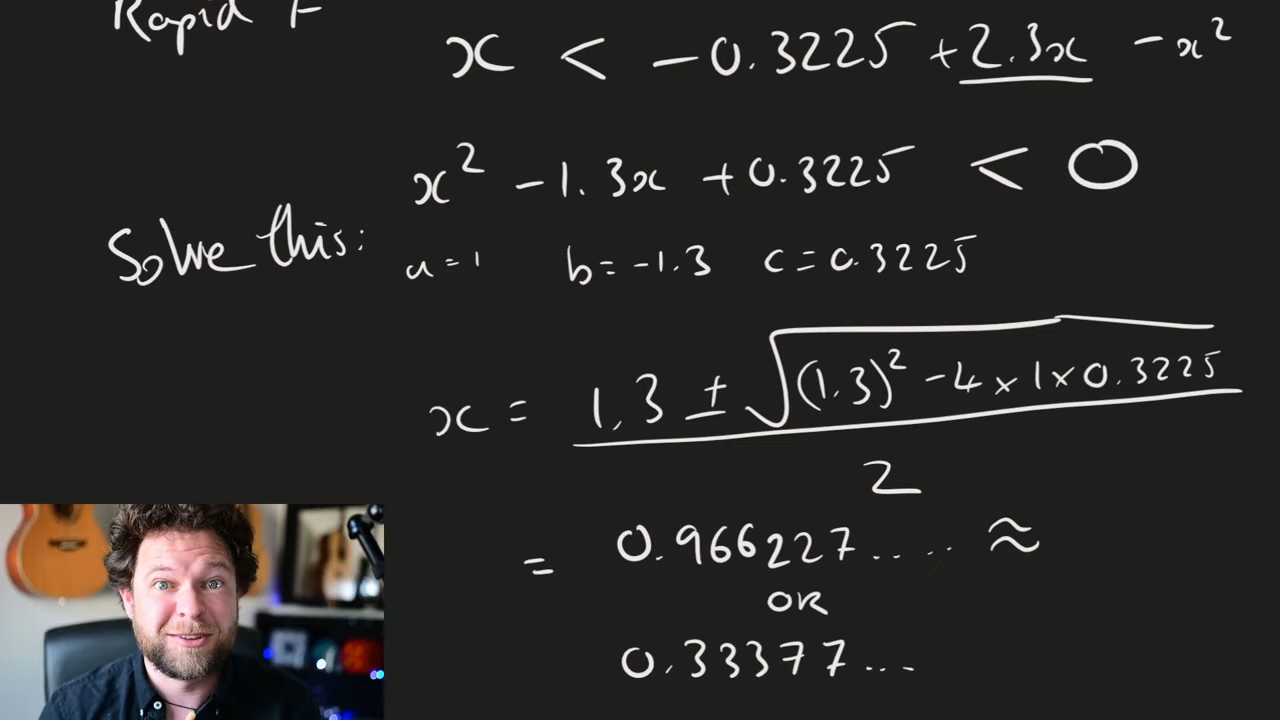 Rapid F
x < -0.3225 + 2.3x - x²
x² - 1.3x + 0.3225 < 0
Solve this:
a = 1 b = -1.3 c = 0.3225
x = (1.3 ± √((1.3)² - 4 × 1 × 0.3225)) / 2
= 0.966227.... ≈
OR
0.33377...